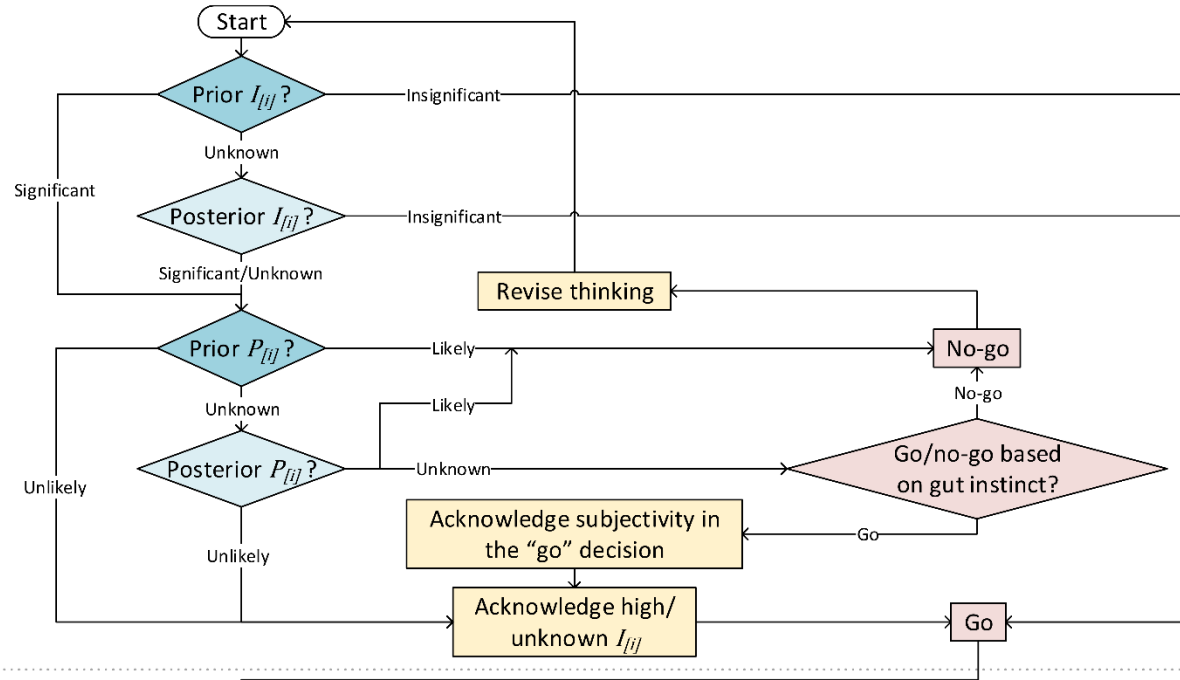 Start
Prior I[i]?
Insignificant
Unknown
Significant
Posterior I[i]?
Insignificant
Significant/Unknown
Revise thinking
Prior P[i]?
Likely
No-go
No-go
Unknown
Likely
Posterior P[i]?
Unknown
Go/no-go based
on gut instinct?
Unlikely
Acknowledge subjectivity in
the “go” decision
Go
Unlikely
Acknowledge high/
unknown I[i]
Go